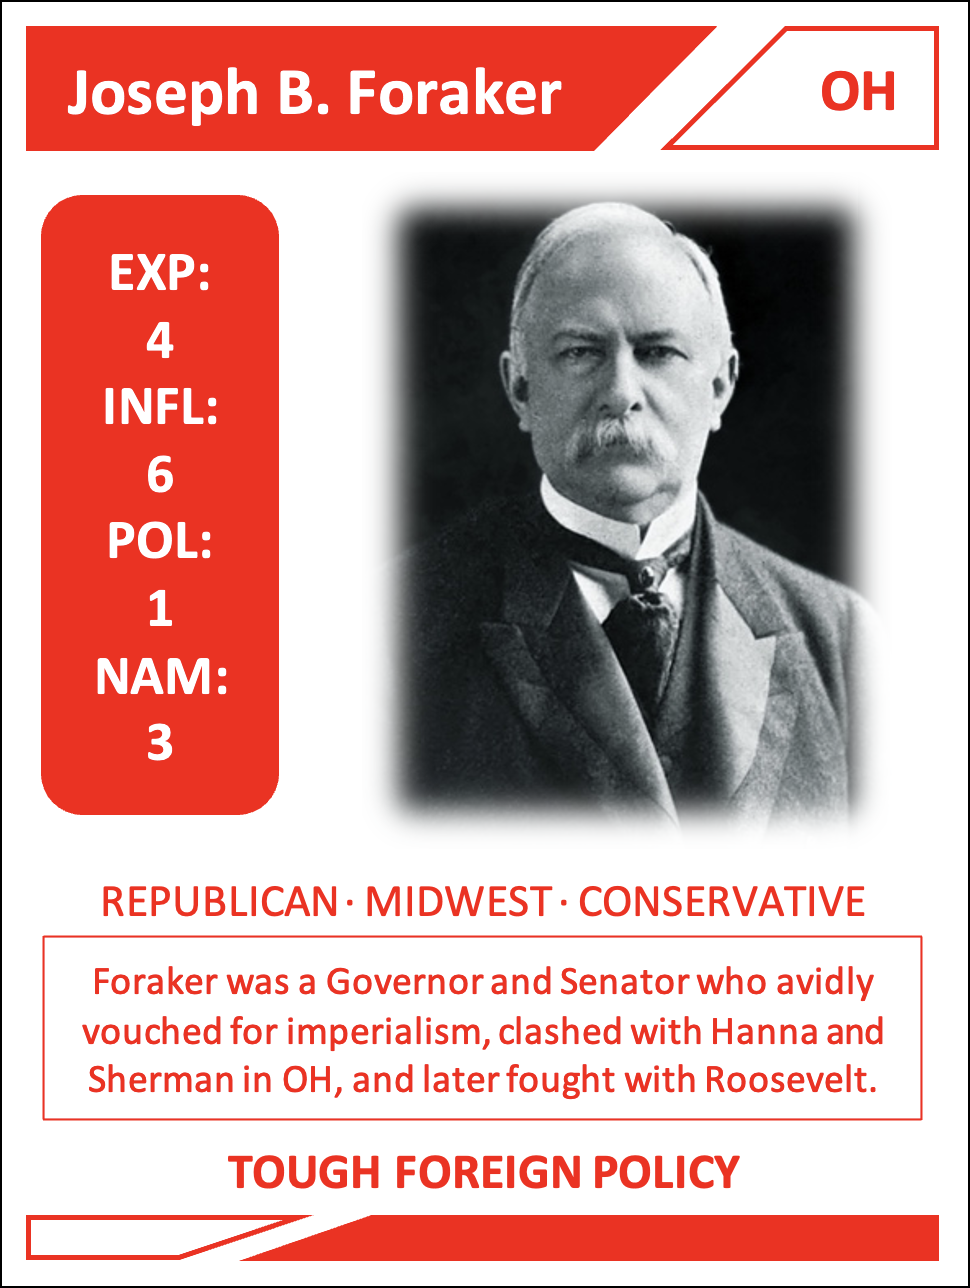 Joseph B. Foraker
OH
EXP:
4
INFL:
6
POL:
1
NAM:
3
REPUBLICAN · MIDWEST · CONSERVATIVE
Foraker was a Governor and Senator who avidly
vouched for imperialism, clashed with Hanna and
Sherman in OH, and later fought with Roosevelt.
TOUGH FOREIGN POLICY